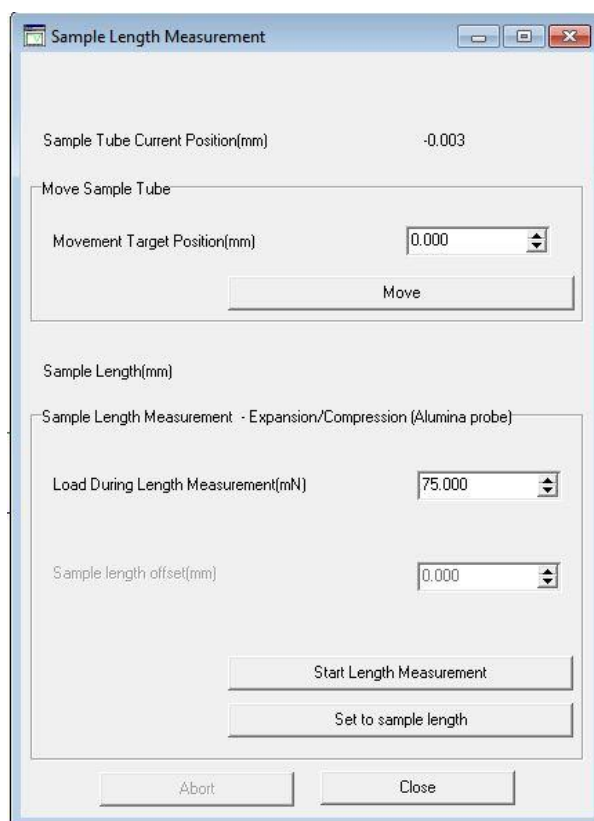 Sample Length Measurement
Sample Tube Current Position(mm) -0.003
Move Sample Tube
Movement Target Position(mm) 0.000
Move
Sample Length(mm)
Sample Length Measurement - Expansion/Compression (Alumina probe)
Load During Length Measurement(mN) 75.000
Sample length offset(mm) 0.000
Start Length Measurement
Set to sample length
Abort Close